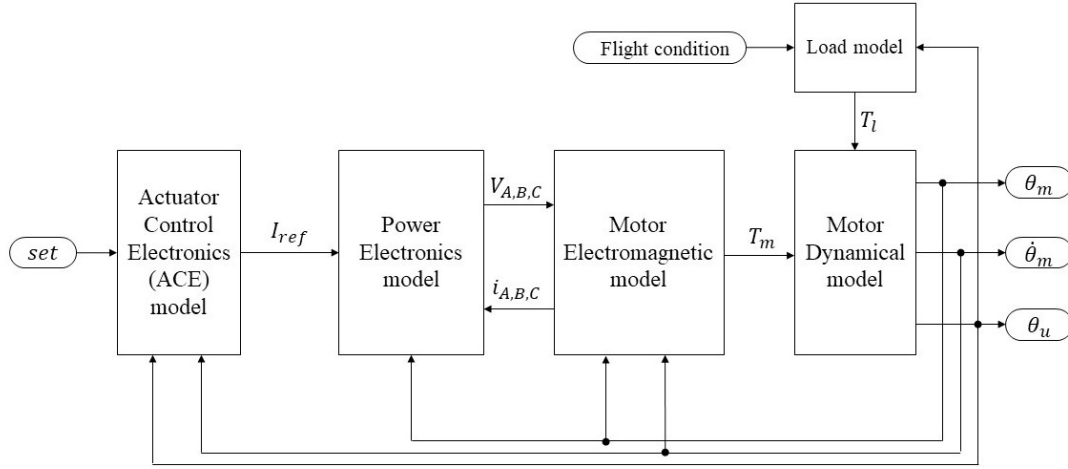 Flight condition
Load model
T_l
set
Actuator
Control
Electronics
(ACE)
model
I_ref
Power
Electronics
model
V_A,B,C
i_A,B,C
Motor
Electromagnetic
model
T_m
Motor
Dynamical
model
θ_m
θ̇_m
θ_u